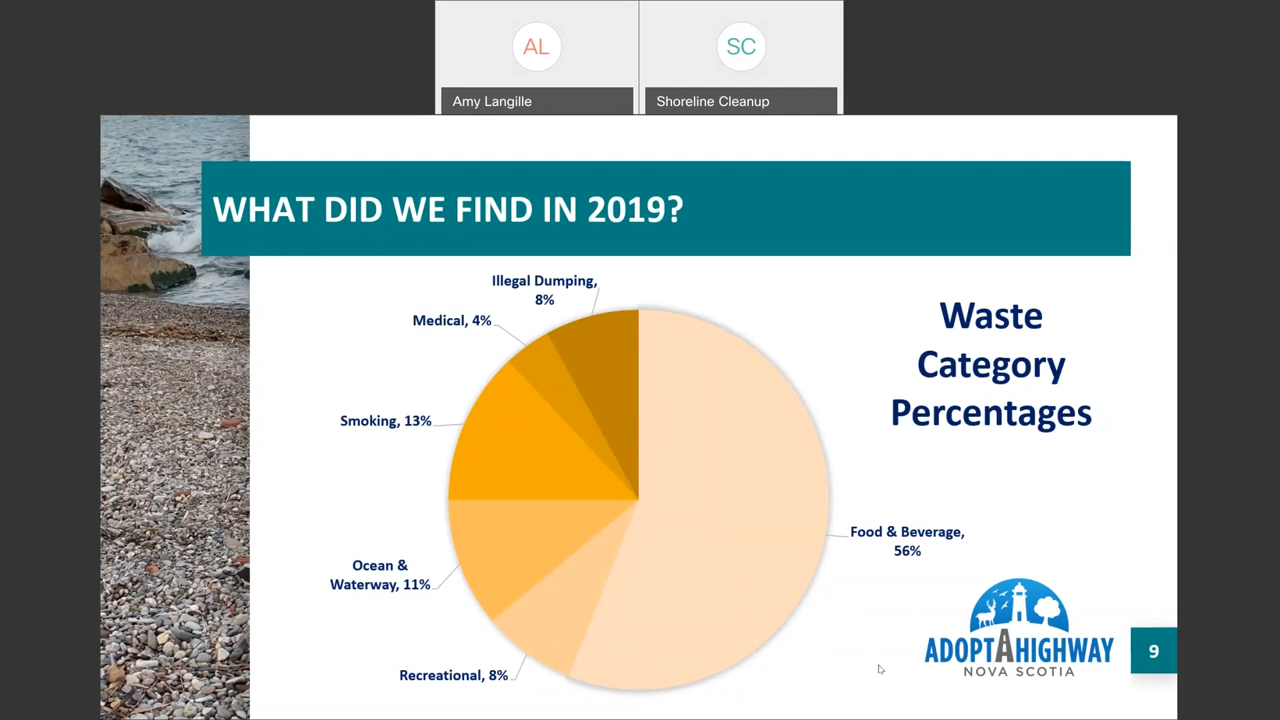 AL
SC
Amy Langille
Shoreline Cleanup
WHAT DID WE FIND IN 2019?
Illegal Dumping,
8%
Medical, 4%
Smoking, 13%
Ocean &
Waterway, 11%
Recreational, 8%
Food & Beverage,
56%
Waste
Category
Percentages
ADOPTAHIGHWAY
NOVA SCOTIA
9